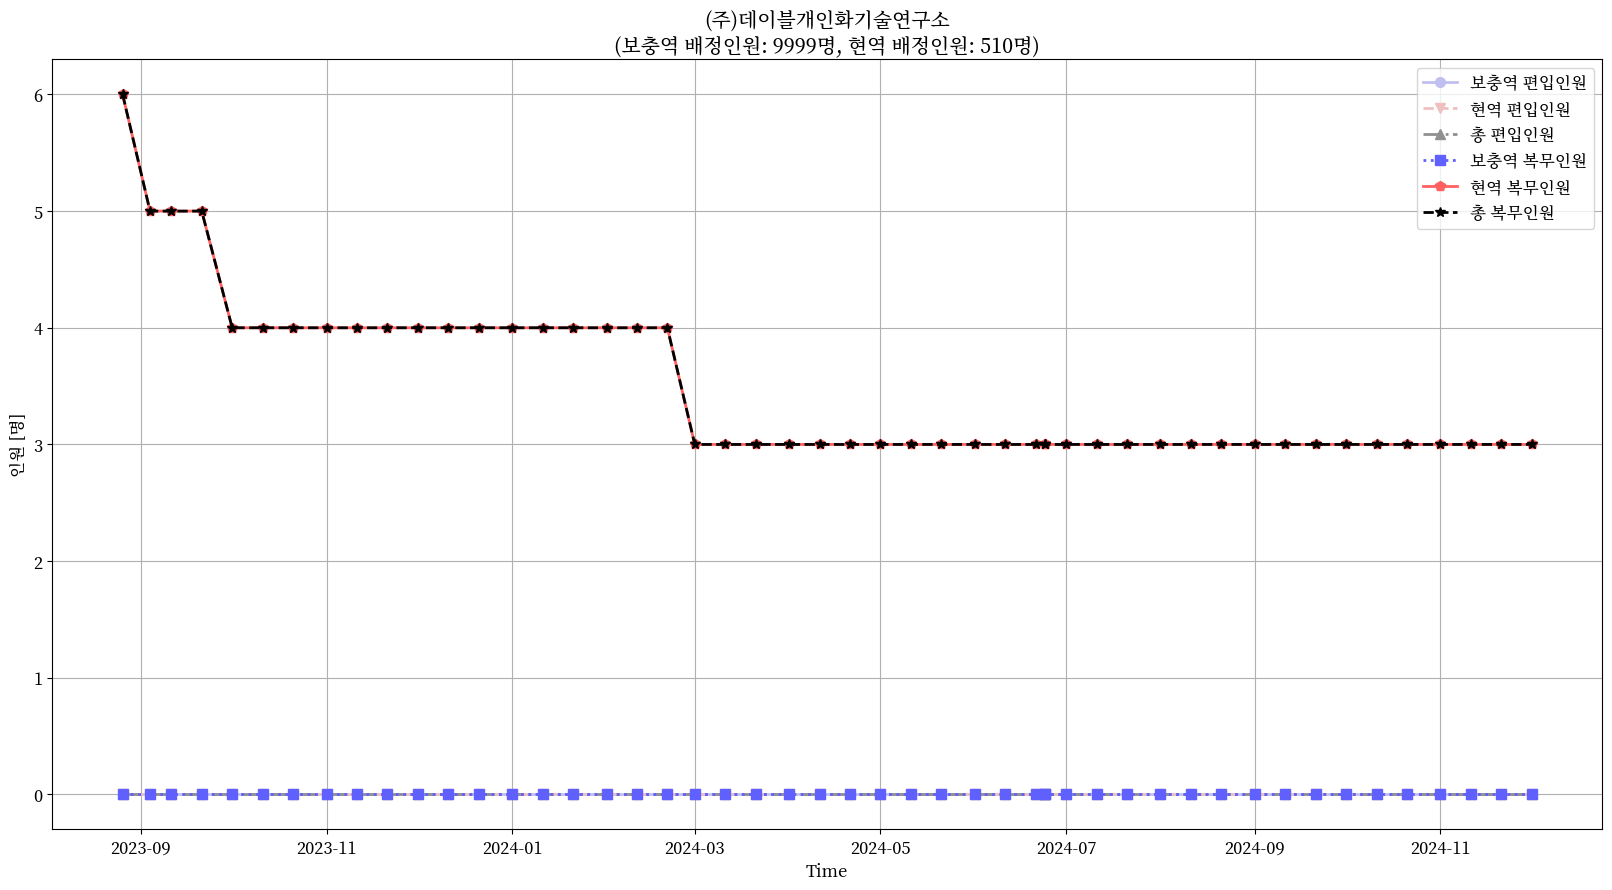 (주)데이블개인화기술연구소
(보충역 배정인원: 9999명, 현역 배정인원: 510명)
보충역 편입인원
현역 편입인원
총 편입인원
보충역 복무인원
현역 복무인원
총 복무인원
6
5
4
3
2
1
0
인원 [명]
2023-09
2023-11
2024-01
2024-03
2024-05
2024-07
2024-09
2024-11
Time